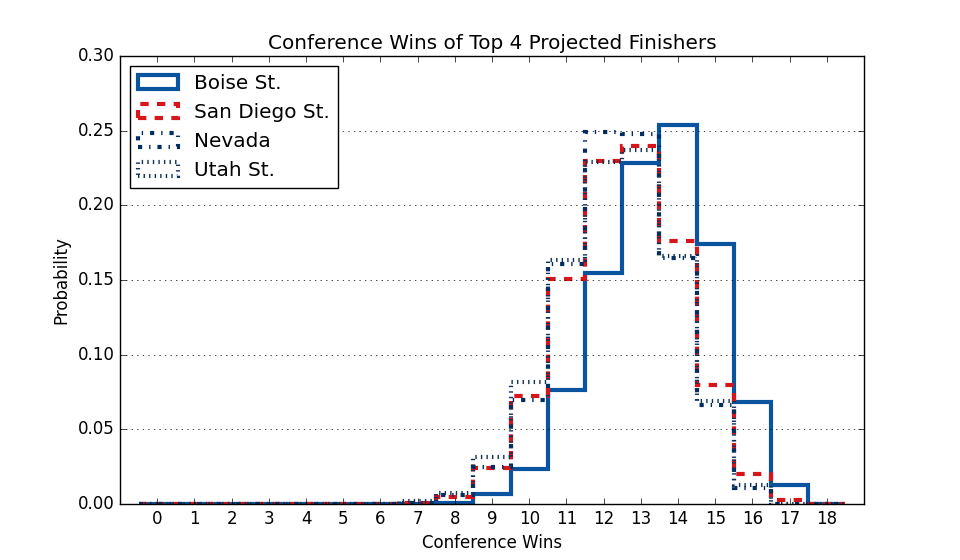 Conference Wins of Top 4 Projected Finishers
0.30
0.25
0.20
0.15
0.10
0.05
0.00
Probability
Boise St.
San Diego St.
Nevada
Utah St.
0 1 2 3 4 5 6 7 8 9 10 11 12 13 14 15 16 17 18
Conference Wins